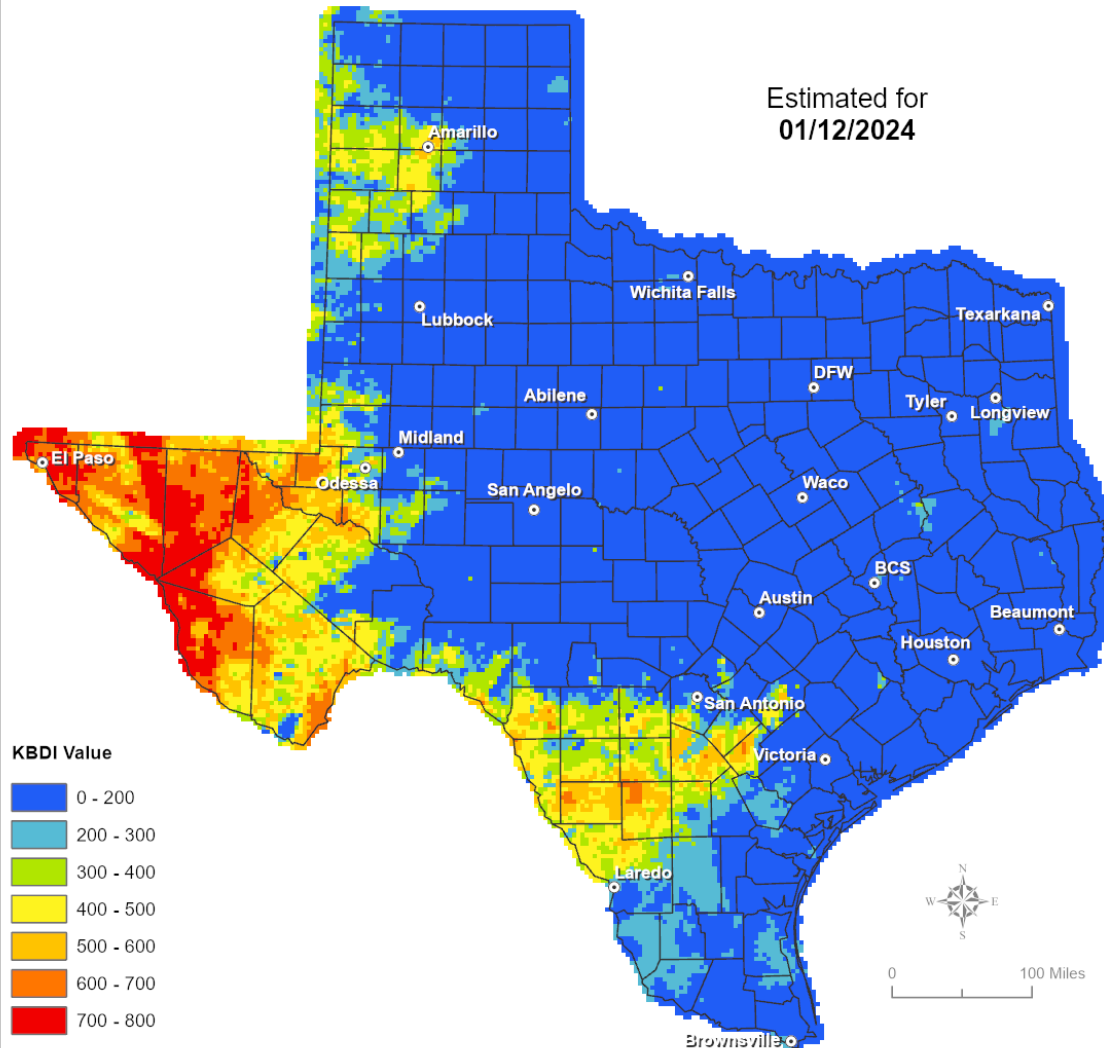 Estimated for
01/12/2024
Amarillo
Wichita Falls
Lubbock
Texarkana
DFW
Abilene
Tyler
Longview
Midland
El Paso
Odessa
San Angelo
Waco
BCS
Austin
Beaumont
Houston
San Antonio
Victoria
KBDI Value
0 - 200
200 - 300
300 - 400
400 - 500
500 - 600
600 - 700
700 - 800
Laredo
N
W E
S
0 100 Miles
Brownsville